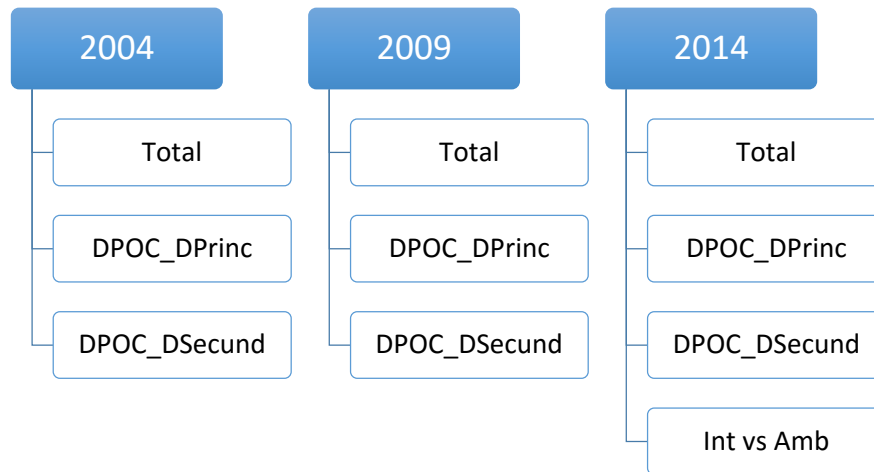 2004
Total
DPOC_DPrinc
DPOC_DSecund
2009
Total
DPOC_DPrinc
DPOC_DSecund
2014
Total
DPOC_DPrinc
DPOC_DSecund
Int vs Amb